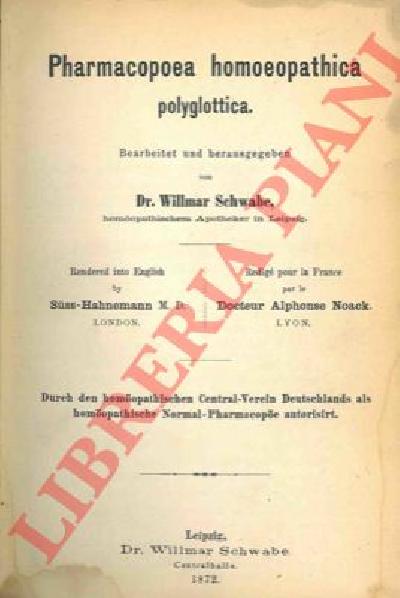 Pharmacopoea homoeopathica
polyglottica.
Bearbeitet und herausgegeben
von
Dr. Willmar Schwabe,
homöopathischem Apotheker in Leipzig.
Rendered into English
by
Süss-Hahnemann M. D.
LONDON.
Redigé pour la France
par le
Docteur Alphonse Noack.
LYON.
Durch den homöopathischen Central-Verein Deutschlands als
homöopathische Normal-Pharmacopöe autorisirt.
Leipzig,
Dr. Willmar Schwabe.
Centralhalle.
1872.
LIBRERIA PIANI